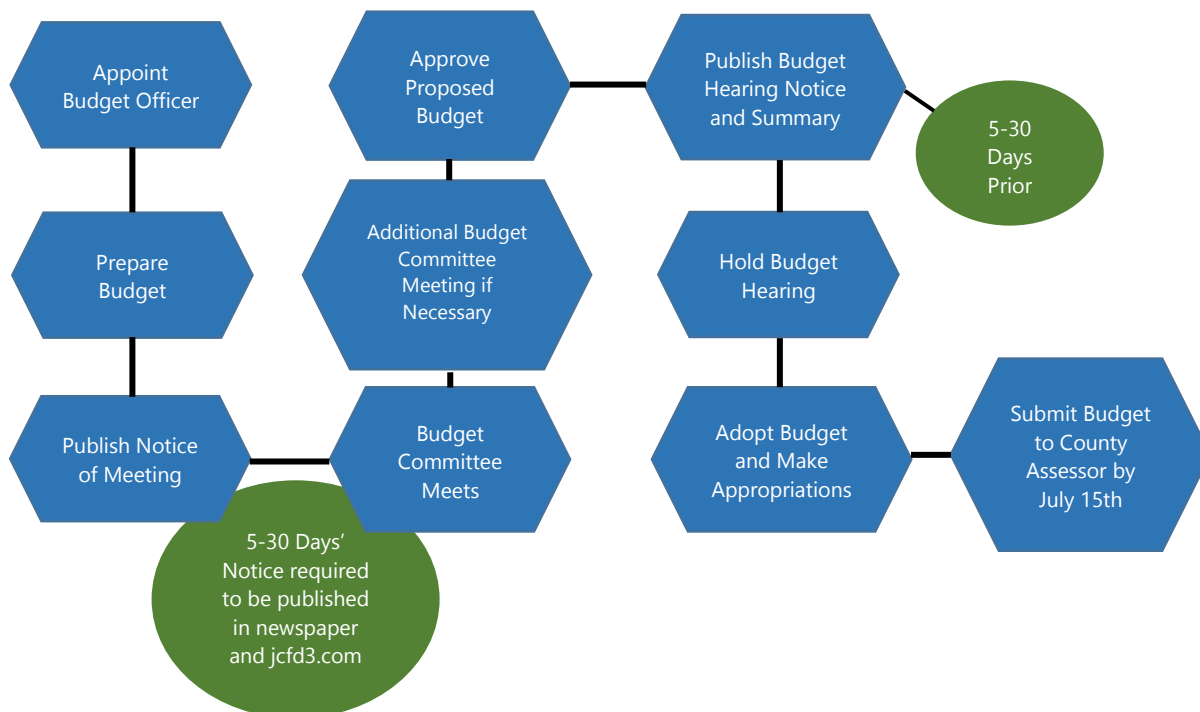 Appoint
Budget Officer
Prepare
Budget
Publish Notice
of Meeting
5-30 Days’
Notice required
to be published
in newspaper
and jcfd3.com
Budget
Committee
Meets
Additional Budget
Committee
Meeting if
Necessary
Approve
Proposed
Budget
Publish Budget
Hearing Notice
and Summary
5-30
Days
Prior
Hold Budget
Hearing
Adopt Budget
and Make
Appropriations
Submit Budget
to County
Assessor by
July 15th